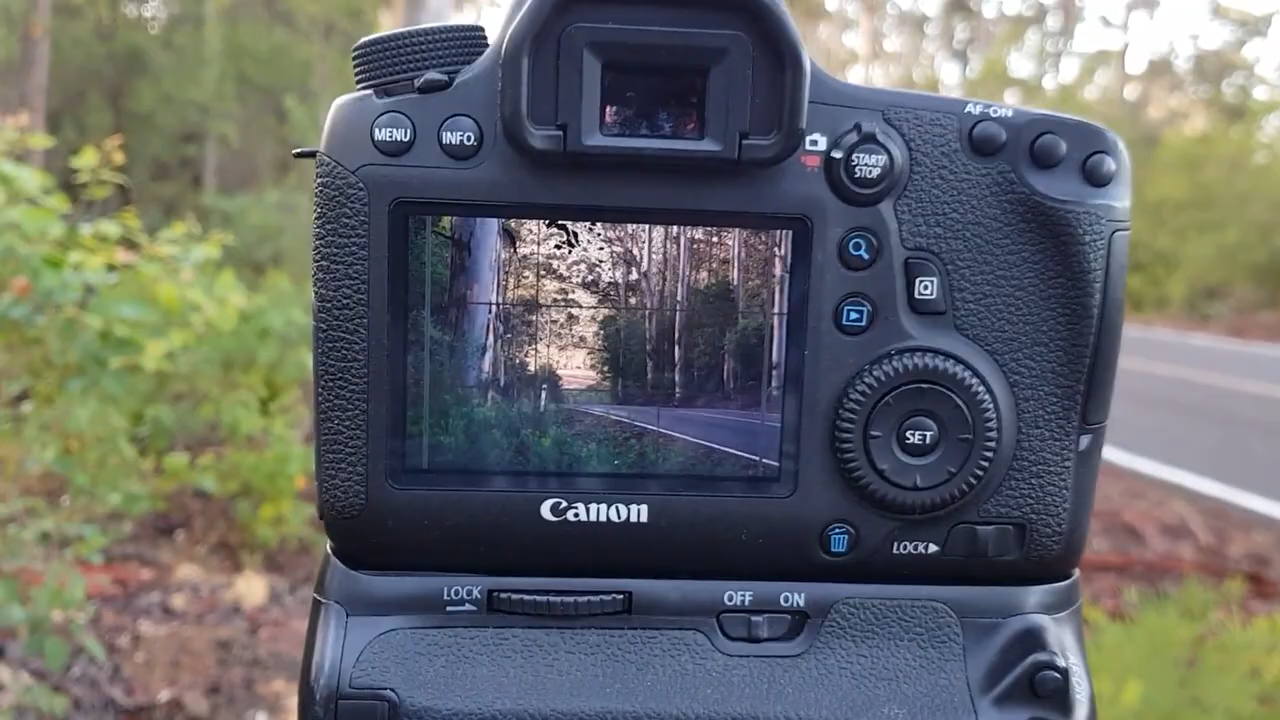 MENU
INFO.
START/
STOP
AF-ON
Q
SET
Canon
LOCK
LOCK
OFF ON